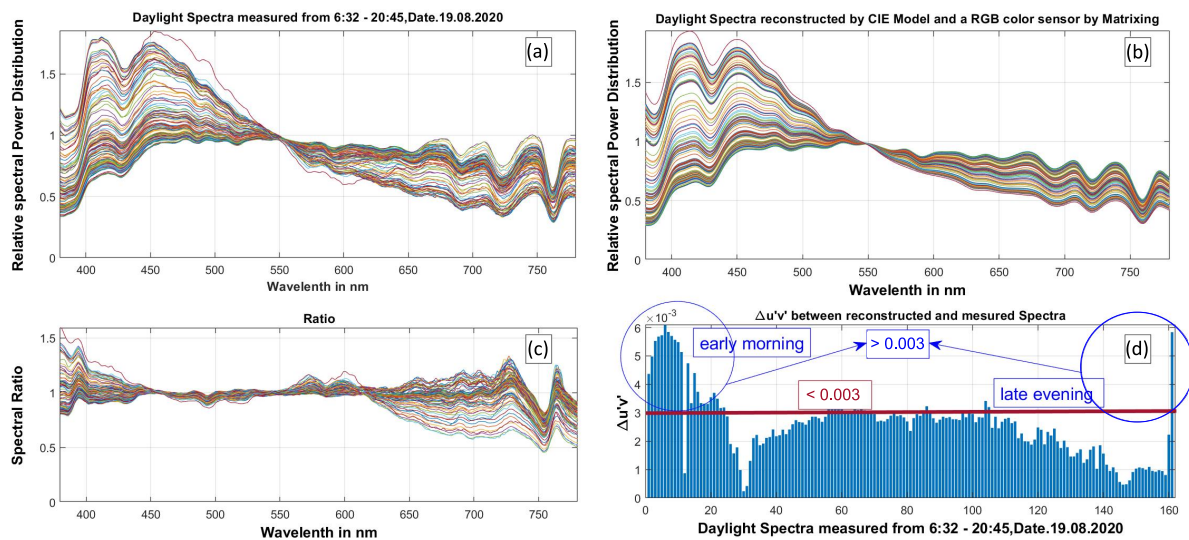 Daylight Spectra measured from 6:32 - 20:45,Date.19.08.2020
(a)
Relative spectral Power Distribution
1.5
1
0.5
0
400 450 500 550 600 650 700 750
Wavelenth in nm
Daylight Spectra reconstructed by CIE Model and a RGB color sensor by Matrixing
(b)
Relative spectral Power Distribution
1.5
1
0.5
0
400 450 500 550 600 650 700 750
Wavelenth in nm
Ratio
(c)
Spectral Ratio
1.5
1
0.5
0
400 450 500 550 600 650 700 750
Wavelenth in nm
Δu'v' between reconstructed and mesured Spectra
×10⁻³
(d)
early morning
> 0.003
< 0.003
late evening
Δu'v'
6
5
4
3
2
1
0
0 20 40 60 80 100 120 140 160
Daylight Spectra measured from 6:32 - 20:45,Date.19.08.2020